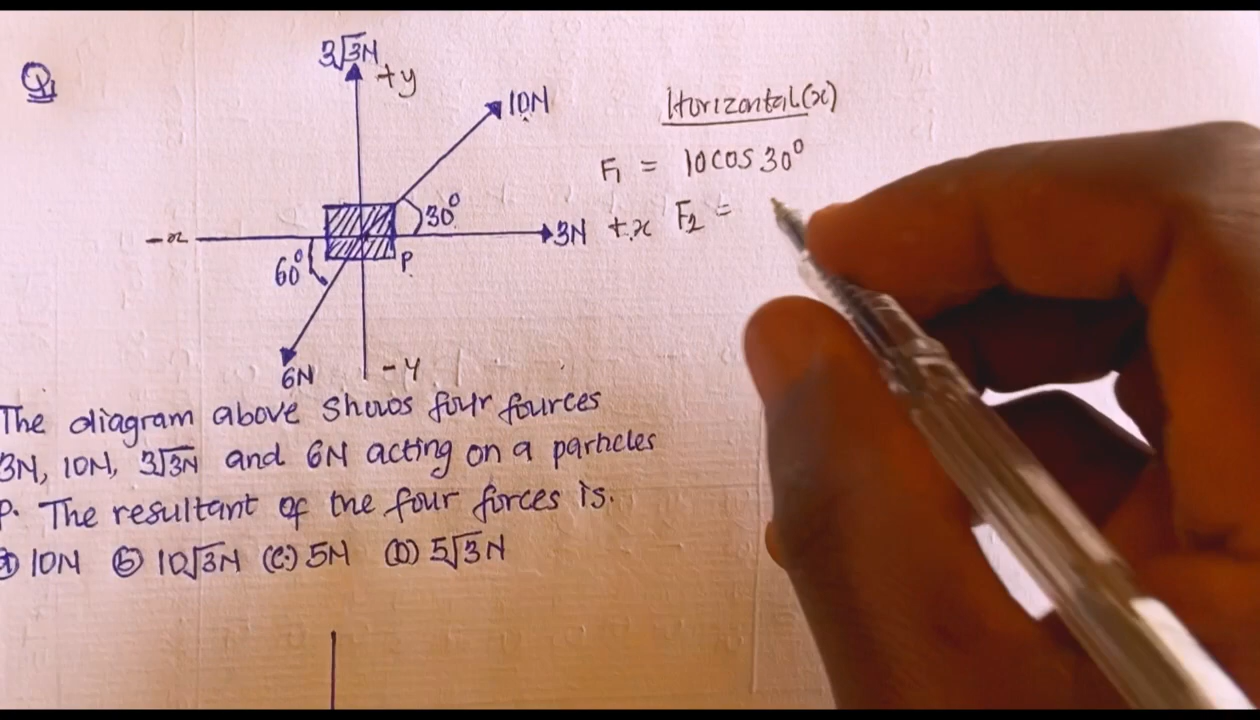 Q1
3√3N
+y
10N
30°
3N +x
-x
60°
P
6N
-y
Horizontal(x)
F1 = 10cos30°
F2 =
The diagram above shows four fources
3N, 10N, 3√3N and 6N acting on a particles
P. The resultant of the four forces is.
10N (b) 10√3N (c) 5N (D) 5√3N